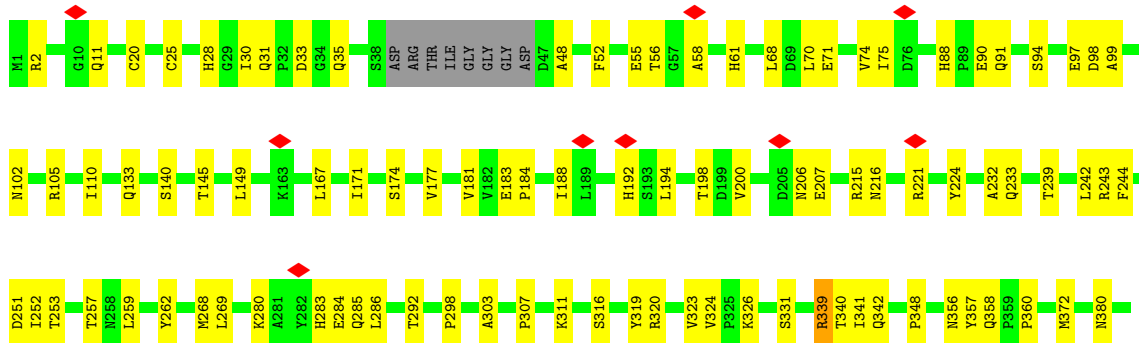 M1 R2 G10 Q11 C20 C25 H28 G29 I30 Q31 P32 D33 G34 Q35 S38 ASP ARG THR ILE GLY GLY GLY ASP D47 A48 F52 E55 T56 G57 A58 H61 L68 D69 L70 E71 V74 I75 D76 H88 P89 E90 Q91 S94 E97 D98 A99
N102 R105 I110 Q133 S140 T145 L149 K163 L167 I171 S174 V177 V181 V182 E183 P184 I188 L189 H192 S193 L194 T198 D199 V200 D205 N206 E207 R215 N216 R221 Y224 A232 Q233 T239 L242 R243 F244
D251 I252 T253 T257 N258 L259 Y262 M268 L269 K280 A281 Y282 H283 E284 Q285 L286 T292 P298 A303 P307 K311 S316 Y319 R320 V323 V324 P325 K326 S331 R339 T340 I341 Q342 P348 N356 Y357 Q358 P359 P360 M372 N380